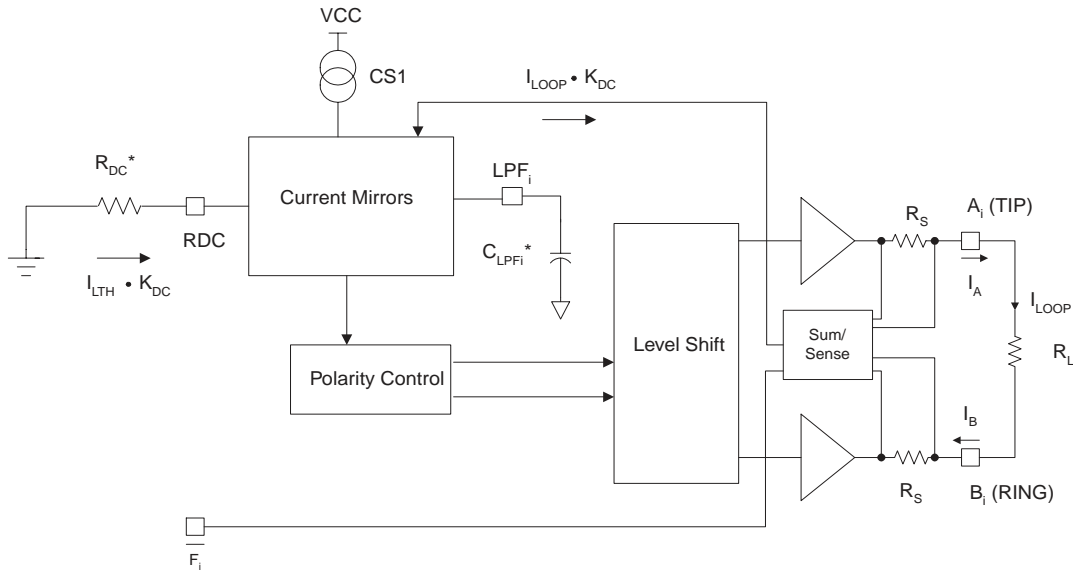 VCC
CS1
I_LOOP • K_DC
R_DC*
Current Mirrors
LPF_i
RDC
C_LPFi*
I_LTH • K_DC
R_S
A_i (TIP)
I_A
I_LOOP
Level Shift
Sum/
Sense
R_L
Polarity Control
I_B
R_S
B_i (RING)
F_i